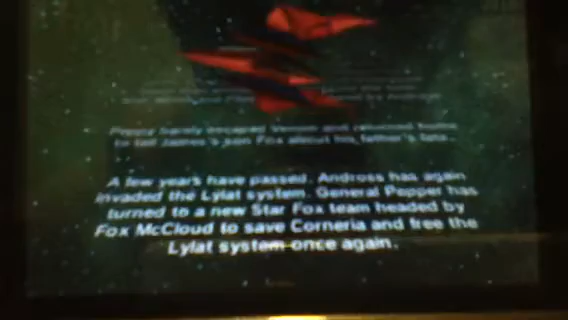 Peppy barely escaped Venom and returned home
to tell James's son Fox about his father's fate.
A few years have passed. Andross has again
invaded the Lylat system. General Pepper has
turned to a new Star Fox team headed by
Fox McCloud to save Corneria and free the
Lylat system once again.